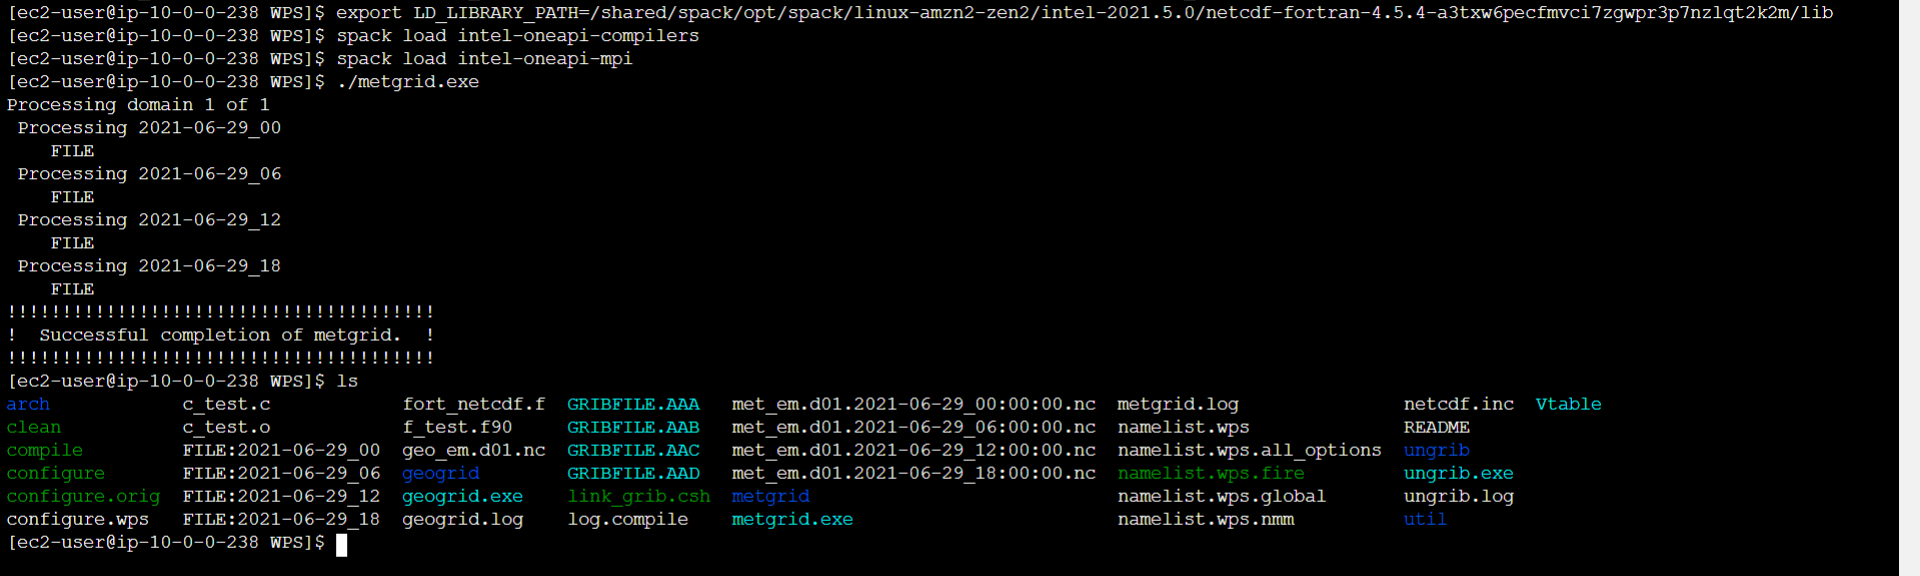 [ec2-user@ip-10-0-0-238 WPS]$ export LD_LIBRARY_PATH=/shared/spack/opt/spack/linux-amzn2-zen2/intel-2021.5.0/netcdf-fortran-4.5.4-a3txw6pecfmvci7zgwpr3p7nzlqt2k2m/lib
[ec2-user@ip-10-0-0-238 WPS]$ spack load intel-oneapi-compilers
[ec2-user@ip-10-0-0-238 WPS]$ spack load intel-oneapi-mpi
[ec2-user@ip-10-0-0-238 WPS]$ ./metgrid.exe
Processing domain 1 of 1
 Processing 2021-06-29_00
    FILE
 Processing 2021-06-29_06
    FILE
 Processing 2021-06-29_12
    FILE
 Processing 2021-06-29_18
    FILE
!!!!!!!!!!!!!!!!!!!!!!!!!!!!!!!!!!!!!!!
!  Successful completion of metgrid.  !
!!!!!!!!!!!!!!!!!!!!!!!!!!!!!!!!!!!!!!!
[ec2-user@ip-10-0-0-238 WPS]$ ls
arch            c_test.c            fort_netcdf.f  GRIBFILE.AAA   met_em.d01.2021-06-29_00:00:00.nc  metgrid.log               netcdf.inc  Vtable
clean           c_test.o            f_test.f90     GRIBFILE.AAB   met_em.d01.2021-06-29_06:00:00.nc  namelist.wps              README
compile         FILE:2021-06-29_00  geo_em.d01.nc  GRIBFILE.AAC   met_em.d01.2021-06-29_12:00:00.nc  namelist.wps.all_options  ungrib
configure       FILE:2021-06-29_06  geogrid        GRIBFILE.AAD   met_em.d01.2021-06-29_18:00:00.nc  namelist.wps.fire         ungrib.exe
configure.orig  FILE:2021-06-29_12  geogrid.exe    link_grib.csh  metgrid                            namelist.wps.global       ungrib.log
configure.wps   FILE:2021-06-29_18  geogrid.log    log.compile    metgrid.exe                        namelist.wps.nmm          util
[ec2-user@ip-10-0-0-238 WPS]$